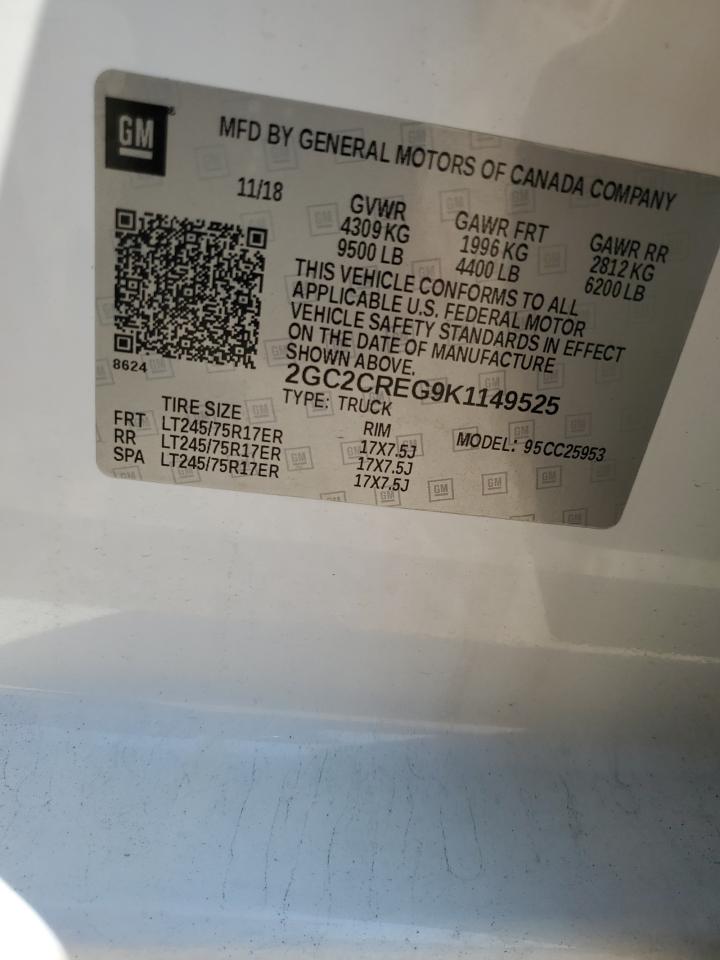 GM®
MFD BY GENERAL MOTORS OF CANADA COMPANY
11/18
GVWR GAWR FRT GAWR RR
4309 KG 1996 KG 2812 KG
9500 LB 4400 LB 6200 LB
THIS VEHICLE CONFORMS TO ALL
APPLICABLE U.S. FEDERAL MOTOR
VEHICLE SAFETY STANDARDS IN EFFECT
ON THE DATE OF MANUFACTURE
SHOWN ABOVE.
8624
2GC2CREG9K1149525
TYPE: TRUCK MODEL: 95CC25953
TIRE SIZE RIM
FRT LT245/75R17ER 17X7.5J
RR LT245/75R17ER 17X7.5J
SPA LT245/75R17ER 17X7.5J